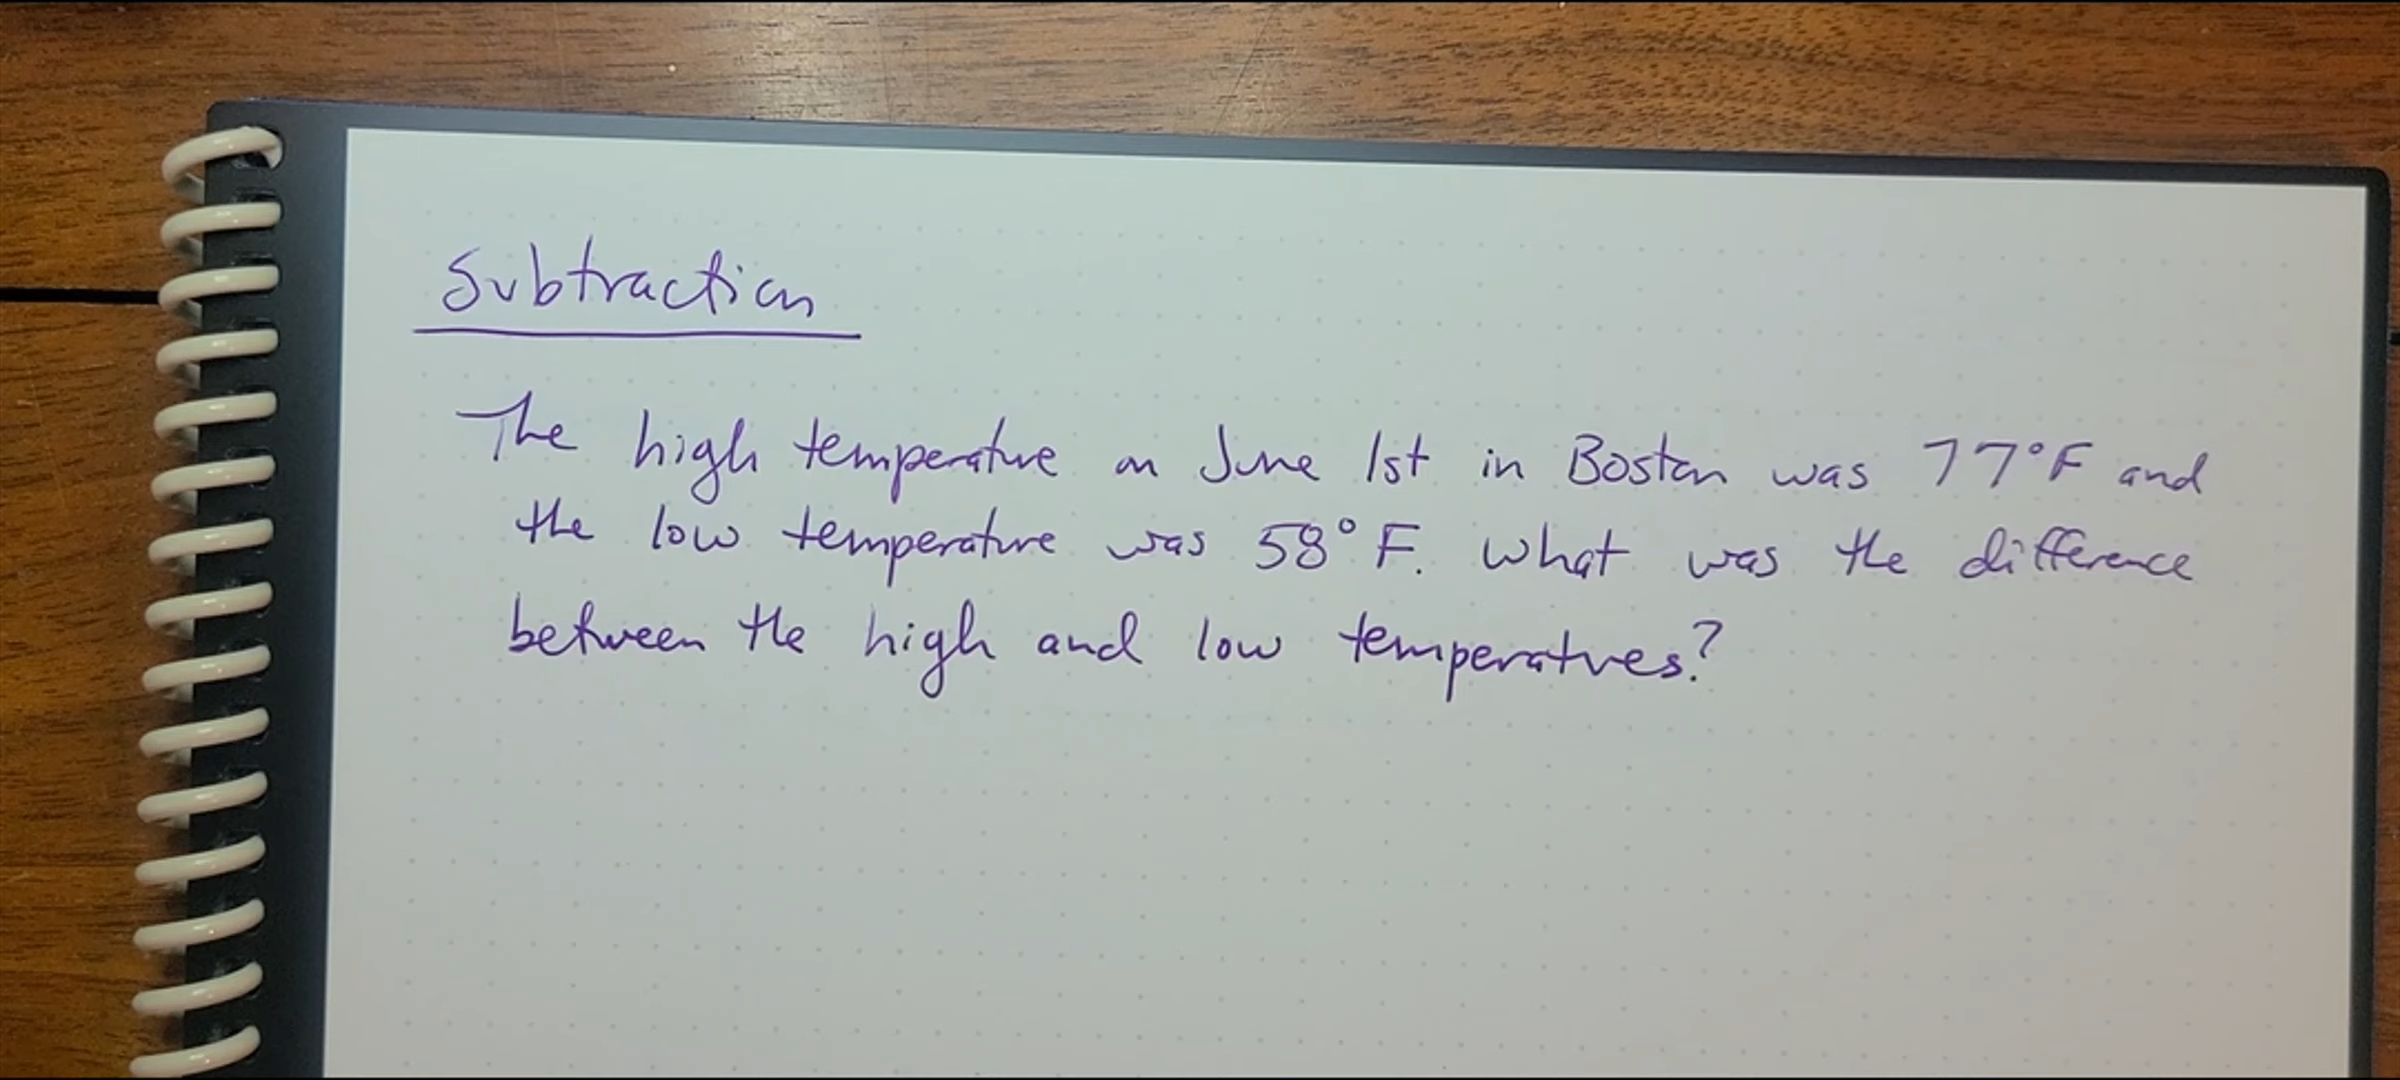 Subtraction
The high temperature on June 1st in Boston was 77°F and
the low temperature was 58°F. What was the difference
between the high and low temperatures?